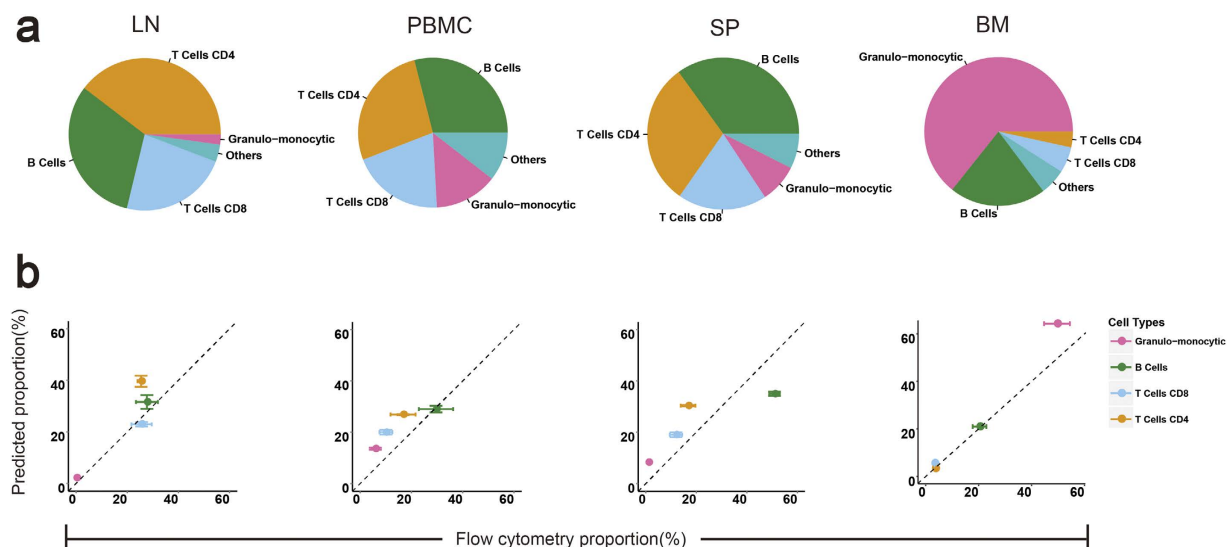 a
LN
PBMC
SP
BM
T Cells CD4
Granulo-monocytic
Others
T Cells CD8
B Cells
B Cells
T Cells CD4
Others
T Cells CD8
Granulo-monocytic
B Cells
T Cells CD4
Others
Granulo-monocytic
T Cells CD8
Granulo-monocytic
T Cells CD4
T Cells CD8
Others
B Cells
b
Predicted proportion(%)
60
40
20
0
0 20 40 60
60
40
20
0
0 20 40 60
60
40
20
0
0 20 40 60
60
40
20
0
0 20 40 60
Cell Types
Granulo-monocytic
B Cells
T Cells CD8
T Cells CD4
Flow cytometry proportion(%)